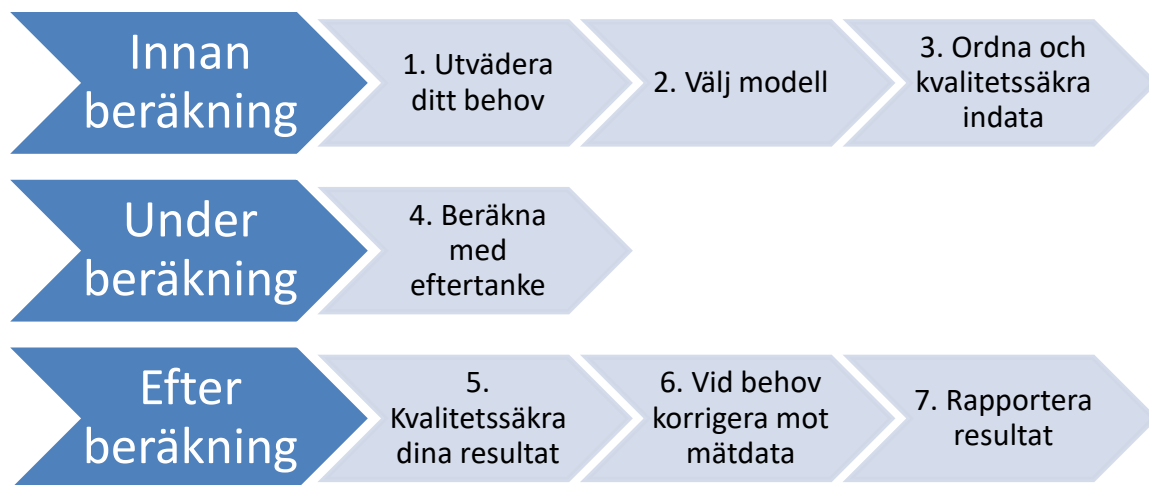 Innan
beräkning
1. Utvädera
ditt behov
2. Välj modell
3. Ordna och
kvalitetssäkra
indata
Under
beräkning
4. Beräkna
med
eftertanke
Efter
beräkning
5.
Kvalitetssäkra
dina resultat
6. Vid behov
korrigera mot
mätdata
7. Rapportera
resultat